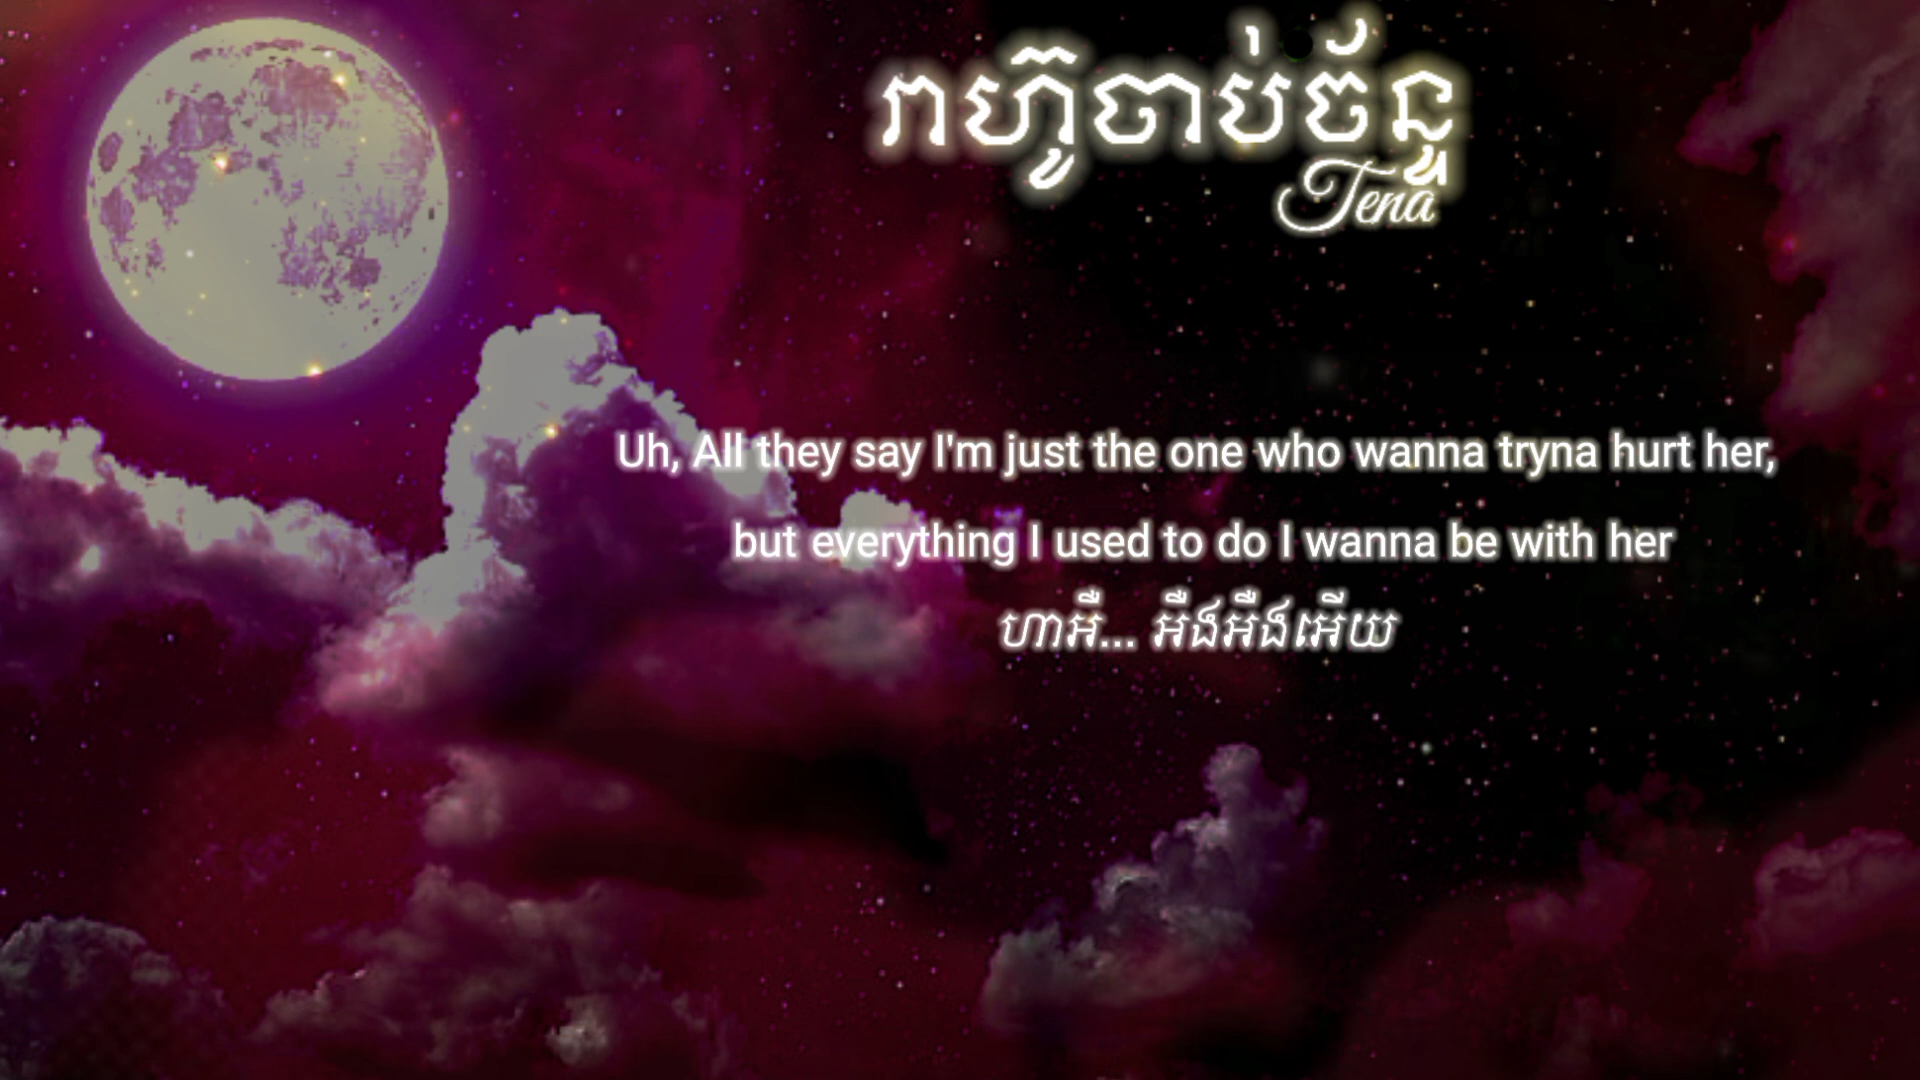 រាហ៊ូចាប់ច័ន្ទ
Tena
Uh, All they say I'm just the one who wanna tryna hurt her,
but everything I used to do I wanna be with her
ហាអឺ... អឺងអឺងអើយ